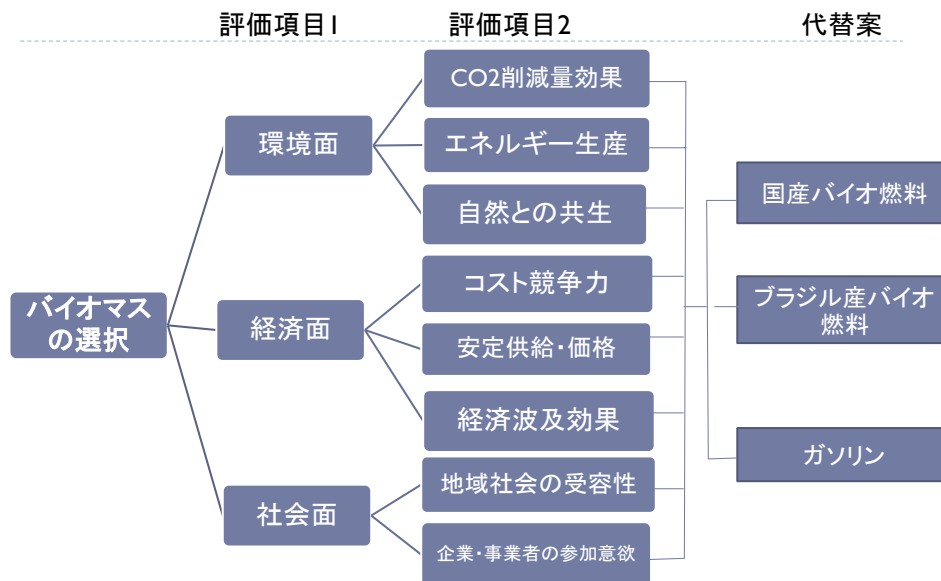 評価項目1
評価項目2
代替案
バイオマス
の選択
環境面
経済面
社会面
CO2削減量効果
エネルギー生産
自然との共生
コスト競争力
安定供給・価格
経済波及効果
地域社会の受容性
企業・事業者の参加意欲
国産バイオ燃料
ブラジル産バイオ
燃料
ガソリン